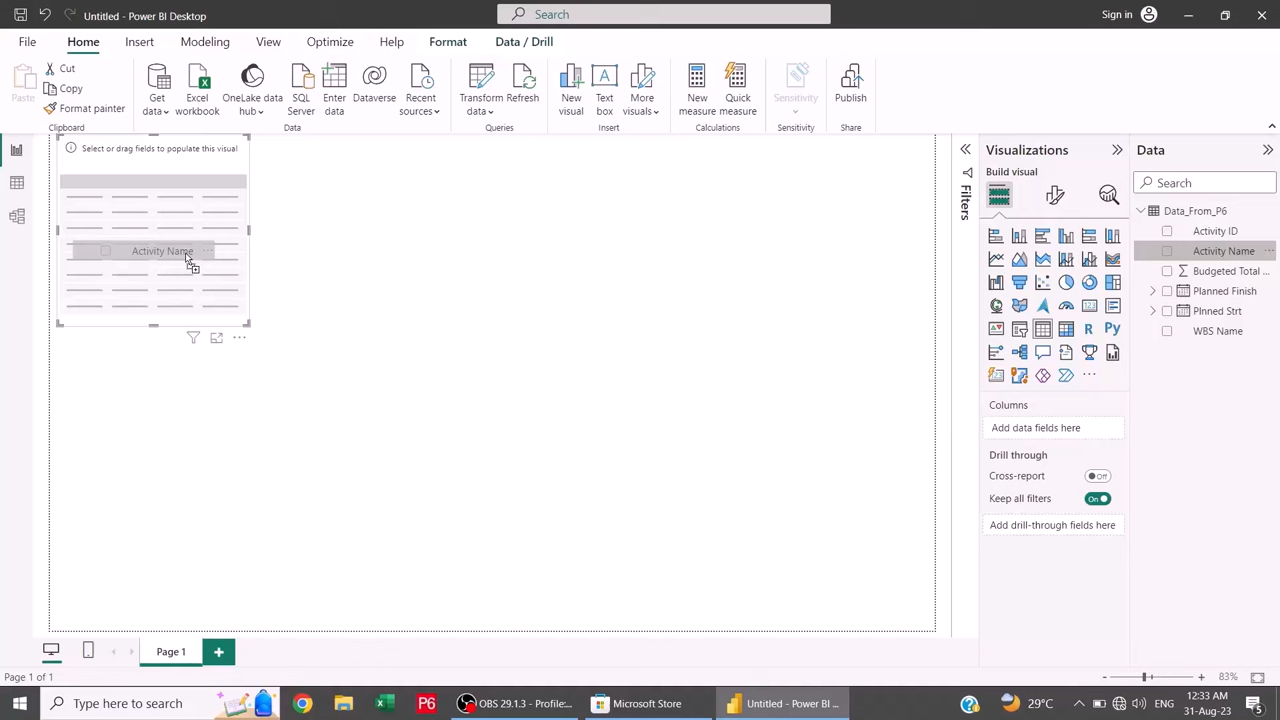 Untitled - Power BI Desktop
Search
Sign in
File
Home
Insert
Modeling
View
Optimize
Help
Format
Data / Drill
Paste
Cut
Copy
Format painter
Clipboard
Get data
Excel workbook
OneLake data hub
SQL Server
Enter data
Dataverse
Recent sources
Data
Transform data
Refresh
Queries
New visual
Text box
More visuals
Insert
New measure
Quick measure
Calculations
Sensitivity
Sensitivity
Publish
Share
Select or drag fields to populate this visual
Activity Name
Filters
Visualizations
Build visual
Columns
Add data fields here
Drill through
Cross-report
Off
Keep all filters
On
Add drill-through fields here
Data
Search
Data_From_P6
Activity ID
Activity Name
Budgeted Total ...
Planned Finish
Plnned Strt
WBS Name
Page 1
Page 1 of 1
83%
Type here to search
OBS 29.1.3 - Profile:...
Microsoft Store
Untitled - Power BI ...
29°C
12:33 AM
31-Aug-23